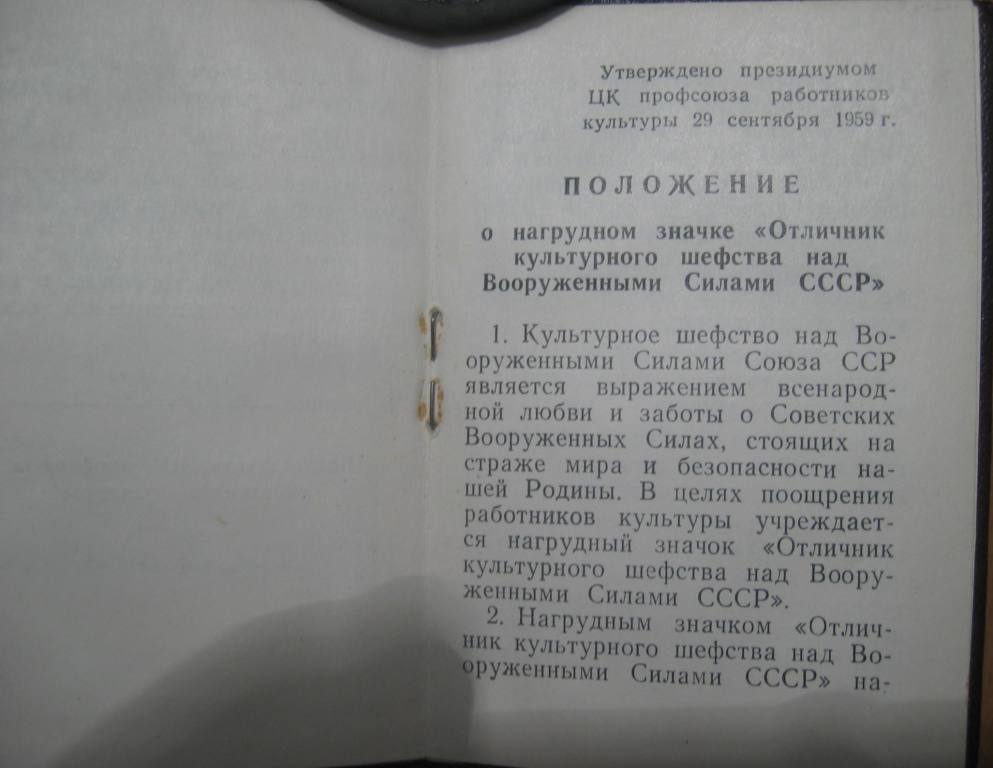 Утверждено президиумом
ЦК профсоюза работников
культуры 29 сентября 1959 г.
ПОЛОЖЕНИЕ
о нагрудном значке «Отличник
культурного шефства над
Вооруженными Силами СССР»
1. Культурное шефство над Во-
оруженными Силами Союза ССР
является выражением всенарод-
ной любви и заботы о Советских
Вооруженных Силах, стоящих на
страже мира и безопасности на-
шей Родины. В целях поощрения
работников культуры учреждает-
ся нагрудный значок «Отличник
культурного шефства над Воору-
женными Силами СССР».
2. Нагрудным значком «Отлич-
ник культурного шефства над Во-
оруженными Силами СССР» на-